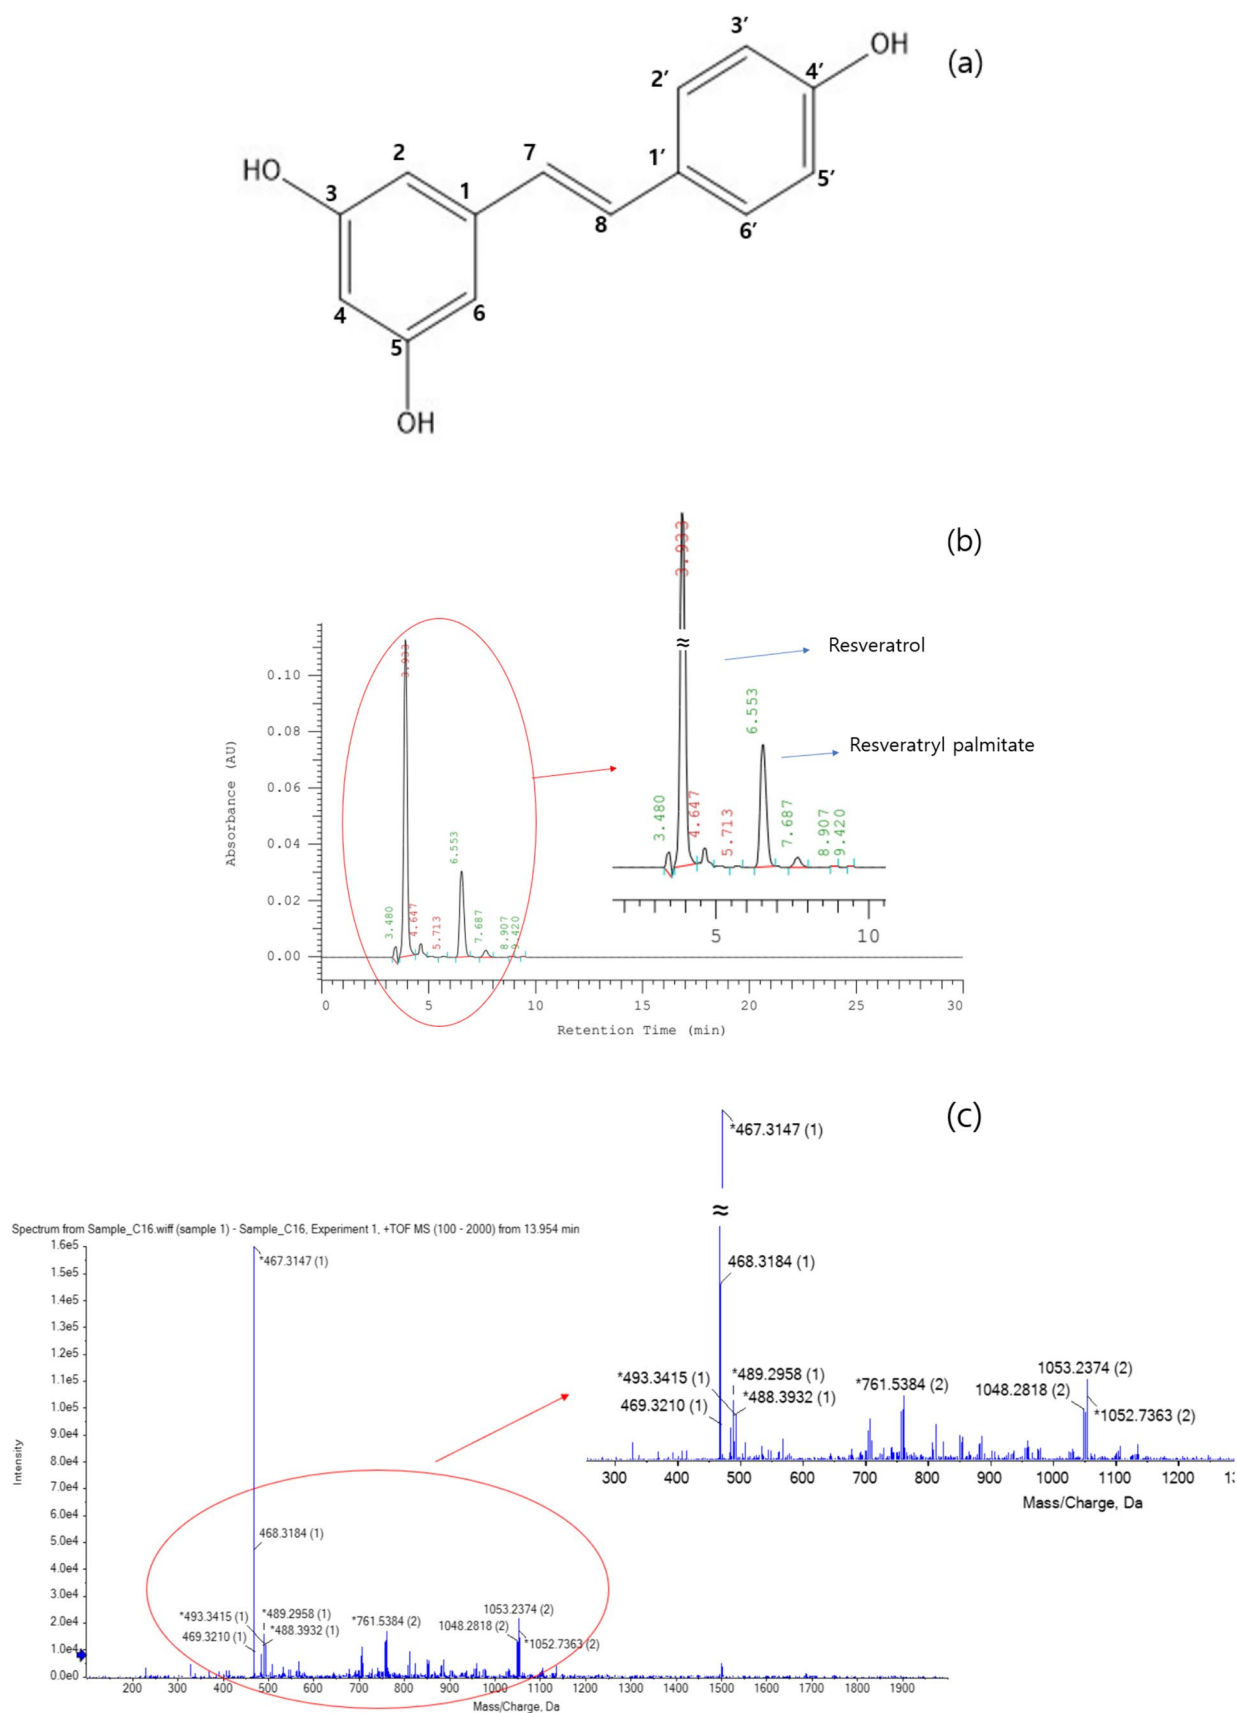 (a)
OH
3′
4′
2′
5′
1′
6′
7
8
HO
2
3
1
4
6
5
OH
(b)
3.933
Resveratrol
6.553
Resveratryl palmitate
3.480
4.647
5.713
7.687
8.907
9.420
5
10
Absorbance (AU)
0.10
0.08
0.06
0.04
0.02
0.00
3.933
3.480
4.647
5.713
6.553
7.687
8.907
9.420
0
5
10
15
20
25
30
Retention Time (min)
(c)
*467.3147 (1)
≈
468.3184 (1)
*493.3415 (1)
*489.2958 (1)
469.3210 (1)
*488.3932 (1)
*761.5384 (2)
1053.2374 (2)
1048.2818 (2)
*1052.7363 (2)
300 400 500 600 700 800 900 1000 1100 1200
Mass/Charge, Da
Spectrum from Sample_C16.wiff (sample 1) - Sample_C16, Experiment 1, +TOF MS (100 - 2000) from 13.954 min
Intensity
1.6e5
1.5e5
1.4e5
1.3e5
1.2e5
1.1e5
1.0e5
9.0e4
8.0e4
7.0e4
6.0e4
5.0e4
4.0e4
3.0e4
2.0e4
1.0e4
0.0e0
*467.3147 (1)
468.3184 (1)
*493.3415 (1)
*489.2958 (1)
469.3210 (1)
*488.3932 (1)
*761.5384 (2)
1053.2374 (2)
1048.2818 (2)
*1052.7363 (2)
200 300 400 500 600 700 800 900 1000 1100 1200 1300 1400 1500 1600 1700 1800 1900
Mass/Charge, Da